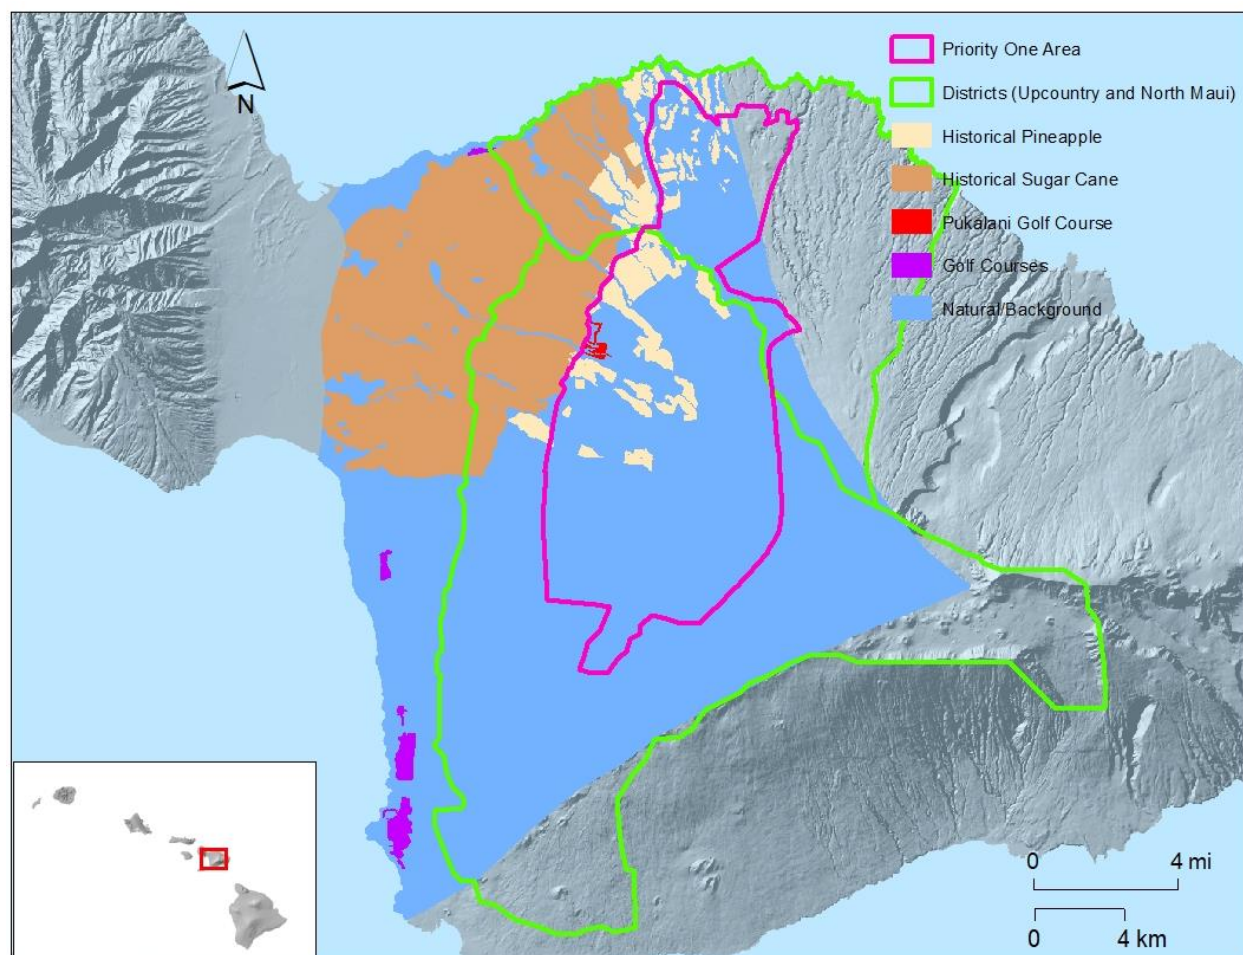 N
Priority One Area
Districts (Upcountry and North Maui)
Historical Pineapple
Historical Sugar Cane
Pukalani Golf Course
Golf Courses
Natural/Background
0 4 mi
0 4 km